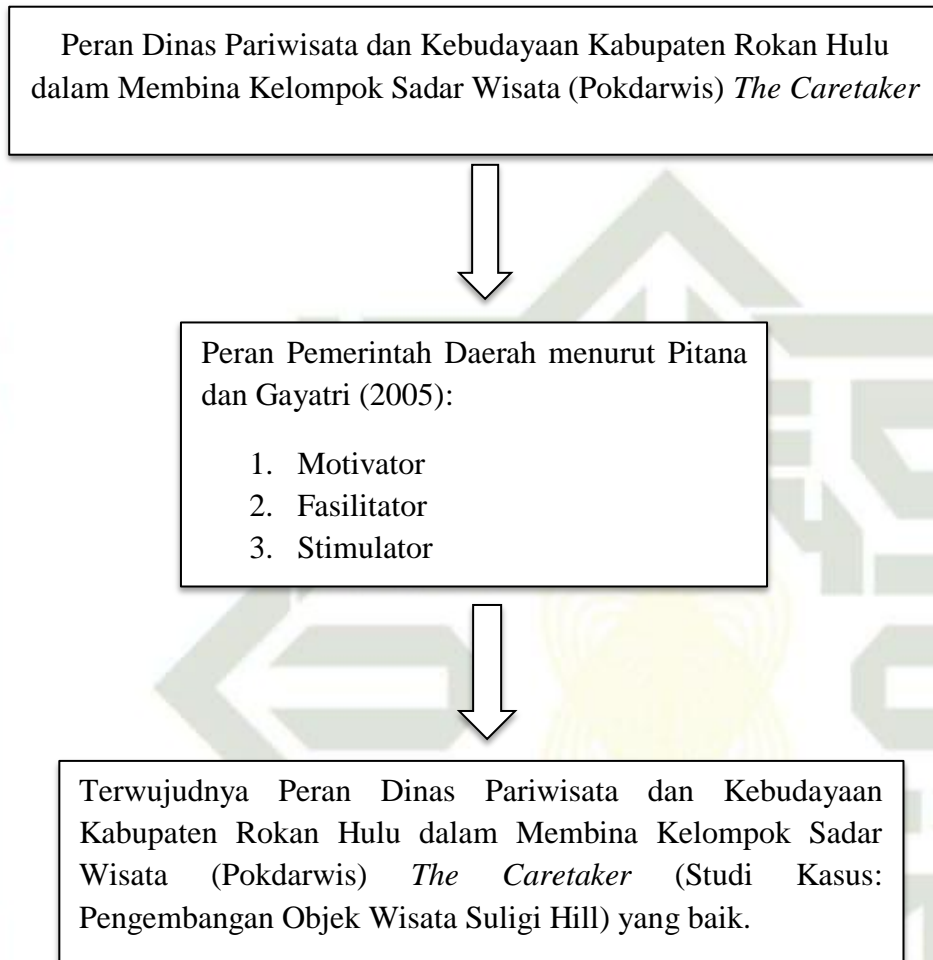 Peran Dinas Pariwisata dan Kebudayaan Kabupaten Rokan Hulu
dalam Membina Kelompok Sadar Wisata (Pokdarwis) The Caretaker
Peran Pemerintah Daerah menurut Pitana
dan Gayatri (2005):
1. Motivator
2. Fasilitator
3. Stimulator
Terwujudnya Peran Dinas Pariwisata dan Kebudayaan
Kabupaten Rokan Hulu dalam Membina Kelompok Sadar
Wisata (Pokdarwis) The Caretaker (Studi Kasus:
Pengembangan Objek Wisata Suligi Hill) yang baik.